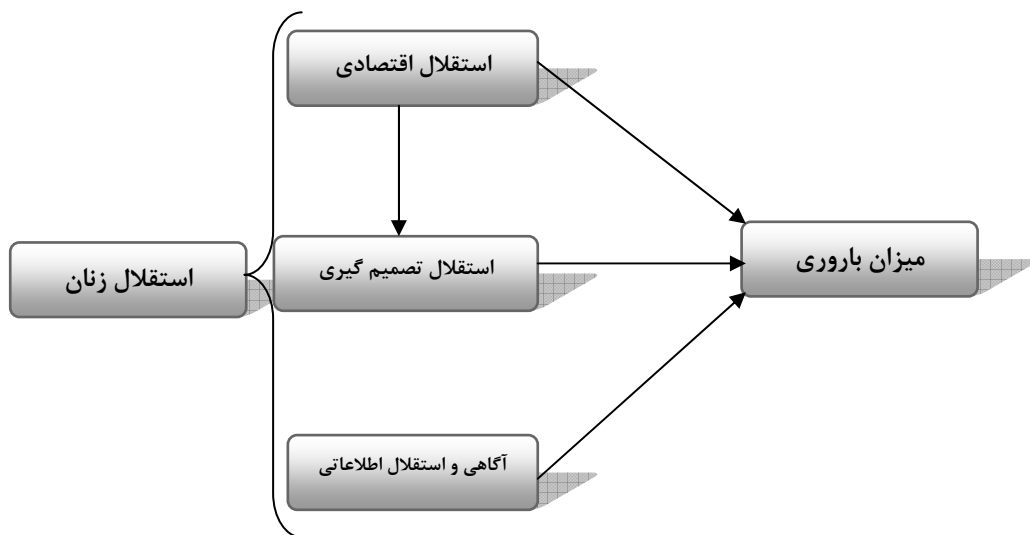 استقلال اقتصادی
استقلال زنان
استقلال تصمیم گیری
میزان باروری
آگاهی و استقلال اطلاعاتی